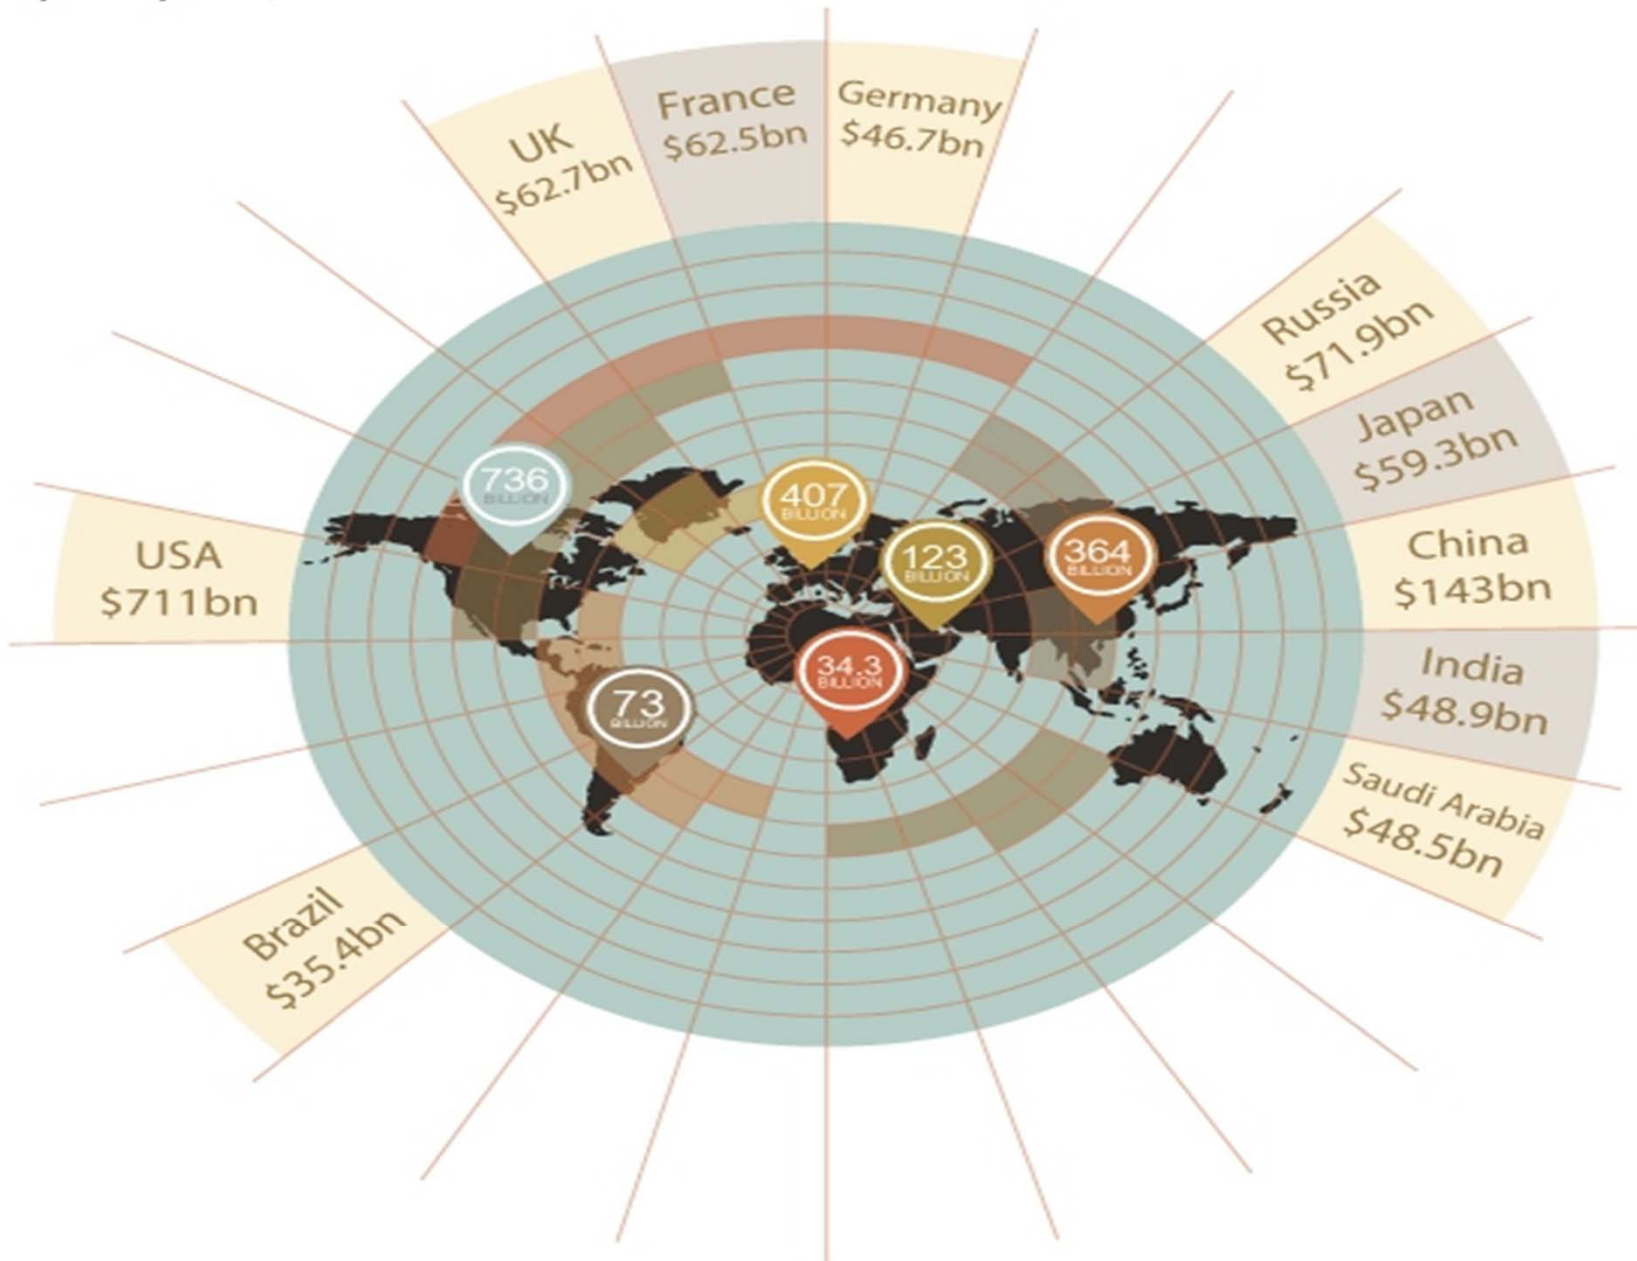 France
$62.5bn
Germany
$46.7bn
UK
$62.7bn
Russia
$71.9bn
Japan
$59.3bn
USA
$711bn
China
$143bn
India
$48.9bn
Saudi Arabia
$48.5bn
Brazil
$35.4bn
736
BILLION
407
BILLION
123
BILLION
364
BILLION
34.3
BILLION
73
BILLION